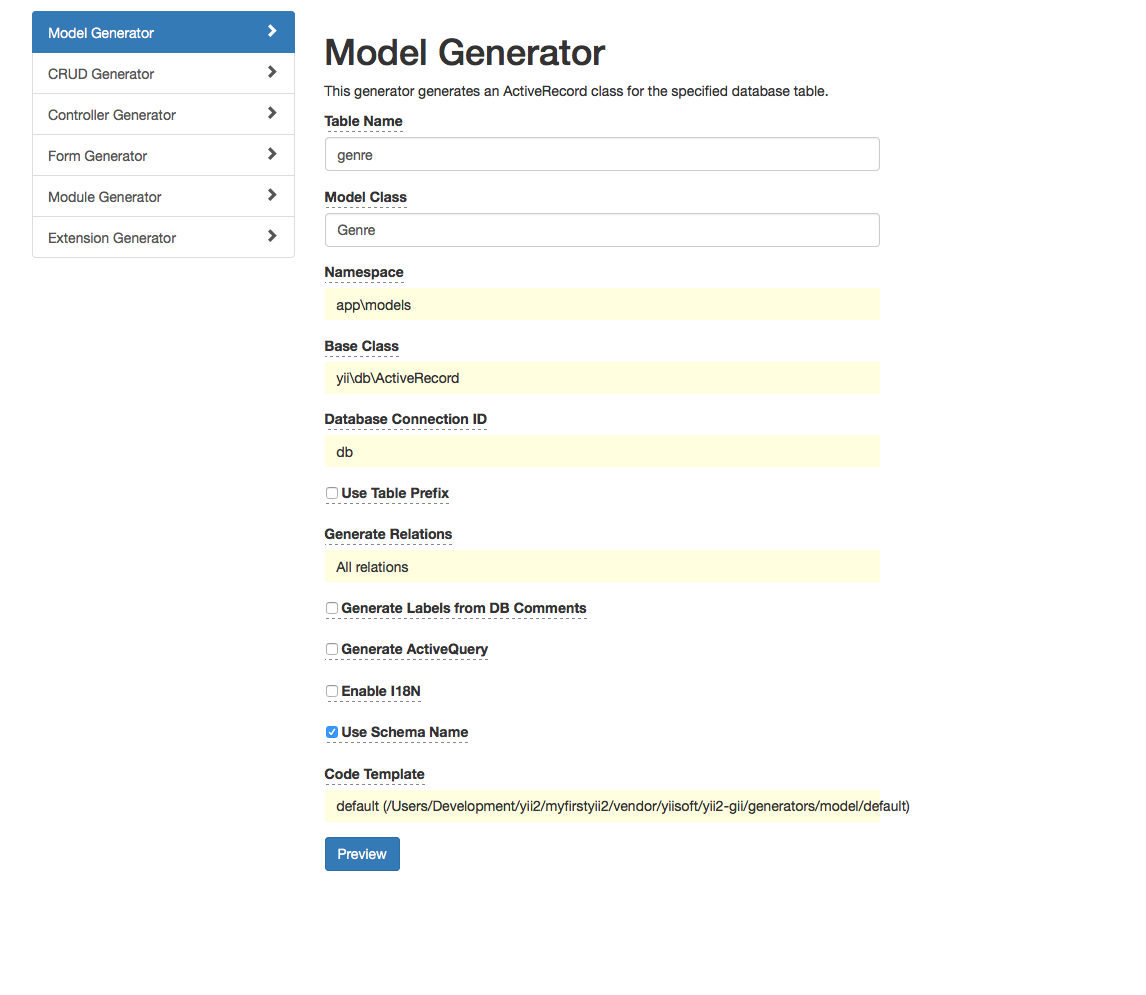 Model Generator
CRUD Generator
Controller Generator
Form Generator
Module Generator
Extension Generator
Model Generator
This generator generates an ActiveRecord class for the specified database table.
Table Name
genre
Model Class
Genre
Namespace
app\models
Base Class
yii\db\ActiveRecord
Database Connection ID
db
Use Table Prefix
Generate Relations
All relations
Generate Labels from DB Comments
Generate ActiveQuery
Enable I18N
Use Schema Name
Code Template
default (/Users/Development/yii2/myfirstyii2/vendor/yiisoft/yii2-gii/generators/model/default)
Preview